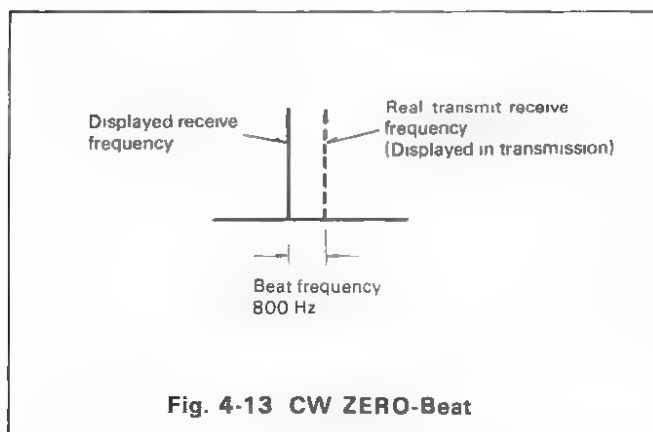 Displayed receive
frequency
Real transmit receive
frequency
(Displayed in transmission)
Beat frequency
800 Hz
Fig. 4-13 CW ZERO-Beat